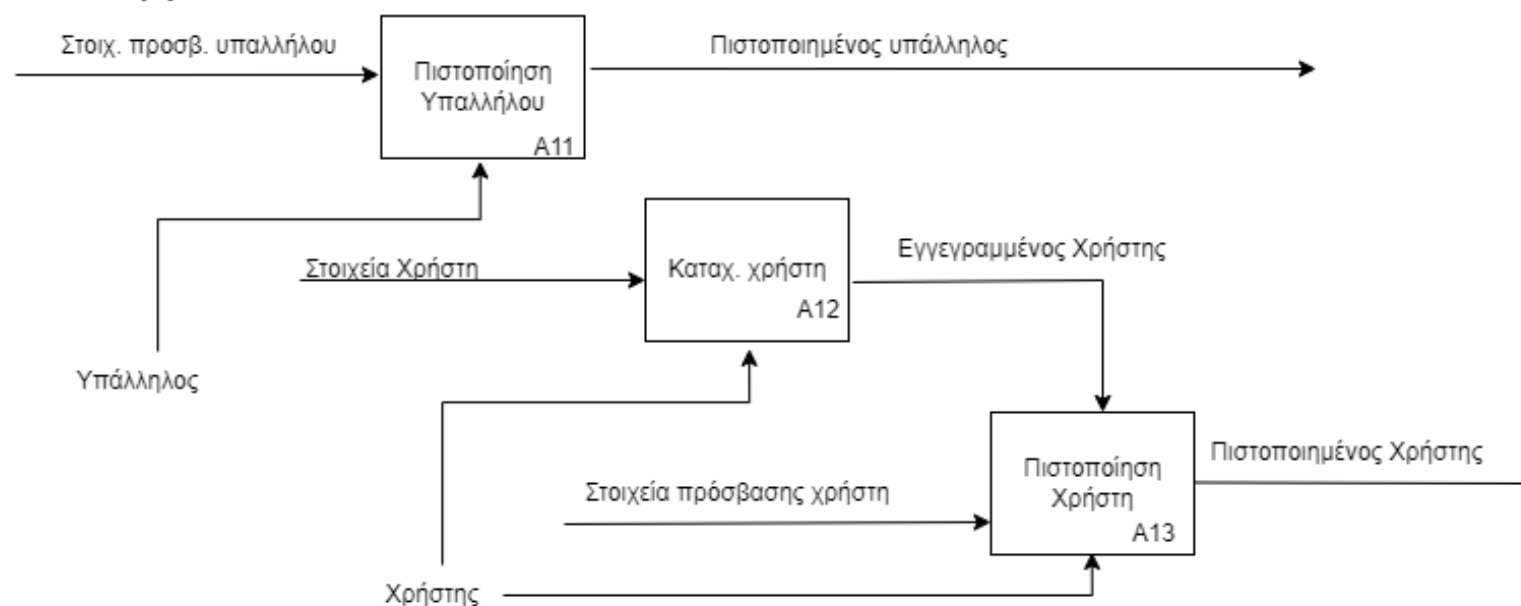 Στοιχ. προσβ. υπαλλήλου
Πιστοποιημένος υπάλληλος
Πιστοποίηση
Υπαλλήλου
A11
Στοιχεία Χρήστη
Καταχ. χρήστη
A12
Εγγεγραμμένος Χρήστης
Υπάλληλος
Στοιχεία πρόσβασης χρήστη
Πιστοποίηση
Χρήστη
A13
Πιστοποιημένος Χρήστης
Χρήστης